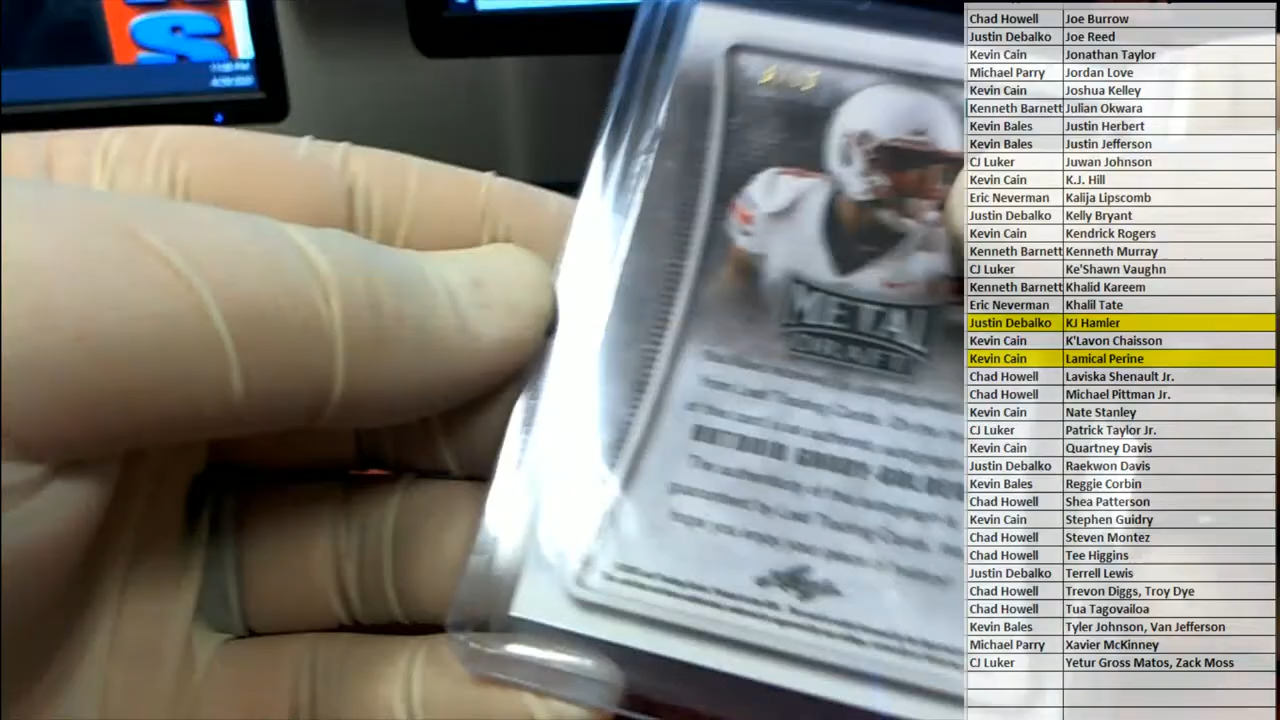 S
METAL
DRAFT
Chad Howell Joe Burrow
Justin Debalko Joe Reed
Kevin Cain Jonathan Taylor
Michael Parry Jordan Love
Kevin Cain Joshua Kelley
Kenneth Barnett Julian Okwara
Kevin Bales Justin Herbert
Kevin Bales Justin Jefferson
CJ Luker Juwan Johnson
Kevin Cain K.J. Hill
Eric Neverman Kalija Lipscomb
Justin Debalko Kelly Bryant
Kevin Cain Kendrick Rogers
Kenneth Barnett Kenneth Murray
CJ Luker Ke'Shawn Vaughn
Kenneth Barnett Khalid Kareem
Eric Neverman Khalil Tate
Justin Debalko KJ Hamler
Kevin Cain K'Lavon Chaisson
Kevin Cain Lamical Perine
Chad Howell Laviska Shenault Jr.
Chad Howell Michael Pittman Jr.
Kevin Cain Nate Stanley
CJ Luker Patrick Taylor Jr.
Kevin Cain Quartney Davis
Justin Debalko Raekwon Davis
Kevin Bales Reggie Corbin
Chad Howell Shea Patterson
Kevin Cain Stephen Guidry
Chad Howell Steven Montez
Chad Howell Tee Higgins
Justin Debalko Terrell Lewis
Chad Howell Trevon Diggs, Troy Dye
Chad Howell Tua Tagovailoa
Kevin Bales Tyler Johnson, Van Jefferson
Michael Parry Xavier McKinney
CJ Luker Yetur Gross Matos, Zack Moss